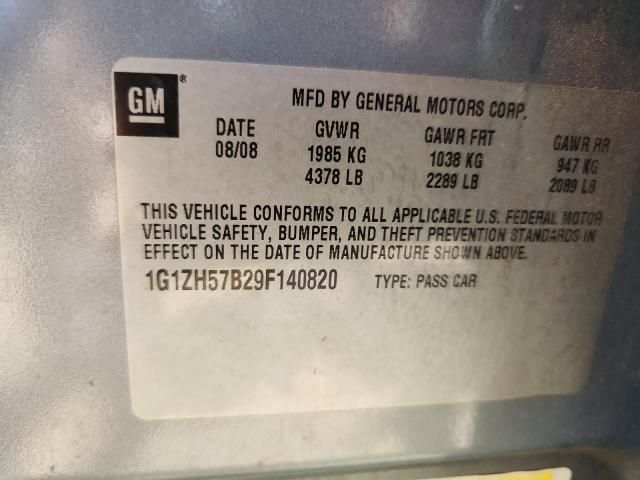 GM ®
MFD BY GENERAL MOTORS CORP.
DATE GVWR GAWR FRT GAWR RR
08/08 1985 KG 1038 KG 947 KG
4378 LB 2289 LB 2089 LB
THIS VEHICLE CONFORMS TO ALL APPLICABLE U.S. FEDERAL MOTOR
VEHICLE SAFETY, BUMPER, AND THEFT PREVENTION STANDARDS IN
EFFECT ON THE DATE OF MANUFACTURE SHOWN ABOVE.
1G1ZH57B29F140820 TYPE: PASS CAR